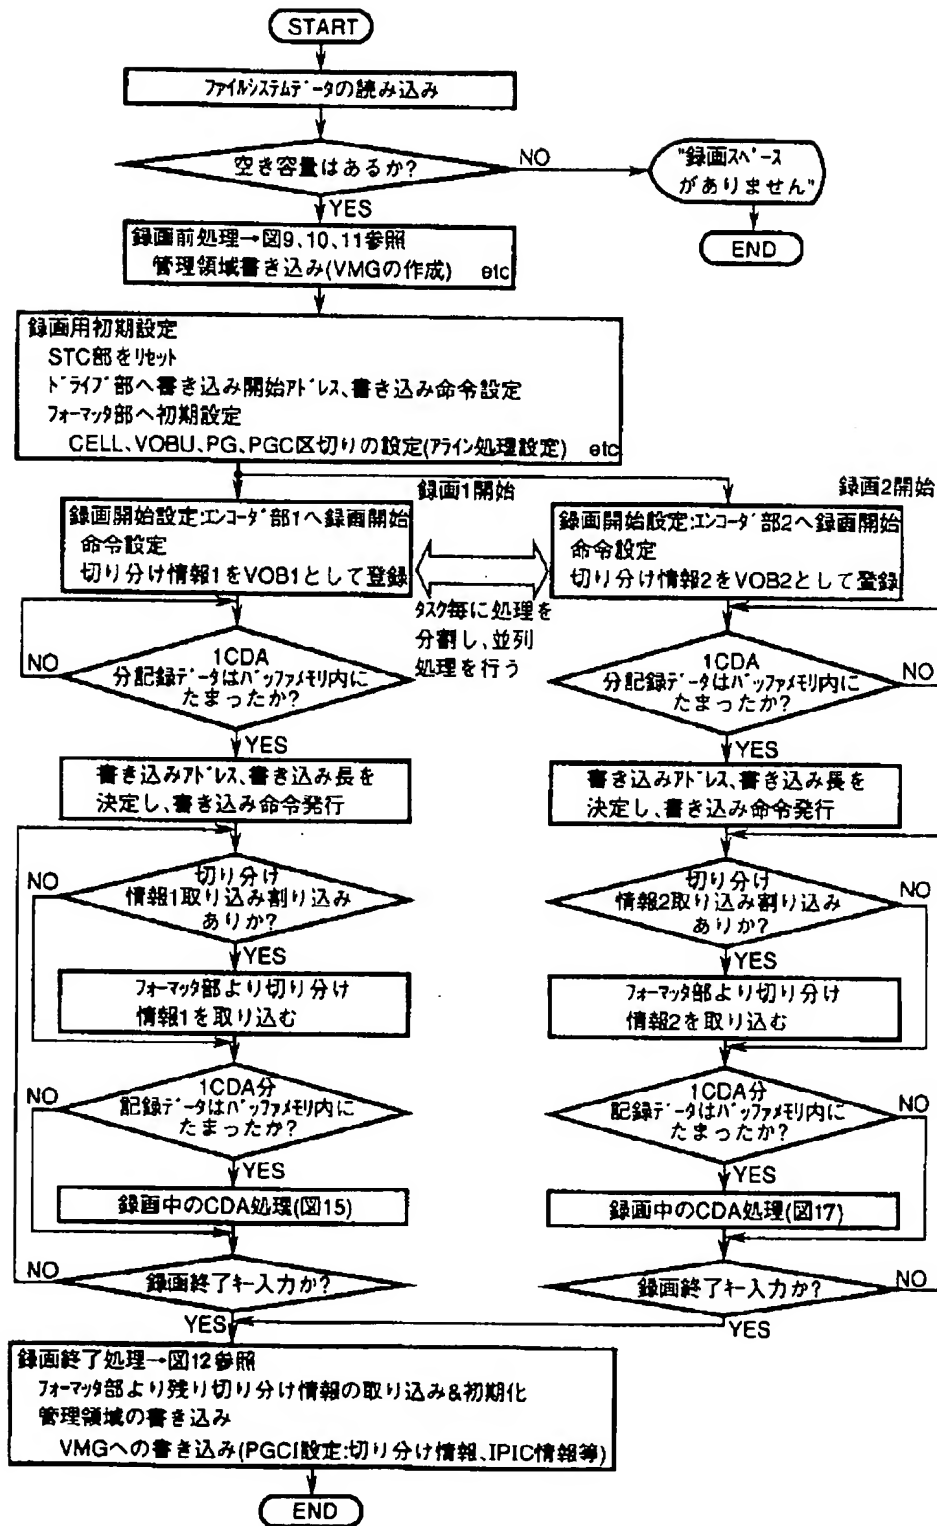 START
ファイルシステムデータの読み込み
空き容量はあるか?
NO
"録画スペース
がありません"
END
YES
録画前処理→図9、10、11参照
管理領域書き込み(VMGの作成) etc
録画用初期設定
STC部をリセット
ドライブ部へ書き込み開始アドレス、書き込み命令設定
フォーマッタ部へ初期設定
CELL、VOBU、PG、PGC区切りの設定(アライン処理設定) etc
録画1開始
録画2開始
録画開始設定:エンコーダ部1へ録画開始
命令設定
切り分け情報1をVOB1として登録
タスク毎に処理を
分割し、並列
処理を行う
録画開始設定:エンコーダ部2へ録画開始
命令設定
切り分け情報2をVOB2として登録
1CDA
分記録データはバッファメモリ内に
たまったか?
NO
YES
書き込みアドレス、書き込み長を
決定し、書き込み命令発行
切り分け
情報1取り込み割り込み
ありか?
NO
YES
フォーマッタ部より切り分け
情報1を取り込む
1CDA分
記録データはバッファメモリ内に
たまったか?
NO
YES
録画中のCDA処理(図15)
録画終了キー入力か?
NO
YES
1CDA
分記録データはバッファメモリ内に
たまったか?
NO
YES
書き込みアドレス、書き込み長を
決定し、書き込み命令発行
切り分け
情報2取り込み割り込み
ありか?
NO
YES
フォーマッタ部より切り分け
情報2を取り込む
1CDA分
記録データはバッファメモリ内に
たまったか?
NO
YES
録画中のCDA処理(図17)
録画終了キー入力か?
NO
YES
録画終了処理→図12参照
フォーマッタ部より残り切り分け情報の取り込み&初期化
管理領域の書き込み
VMGへの書き込み(PGCI設定:切り分け情報、IPIC情報等)
END